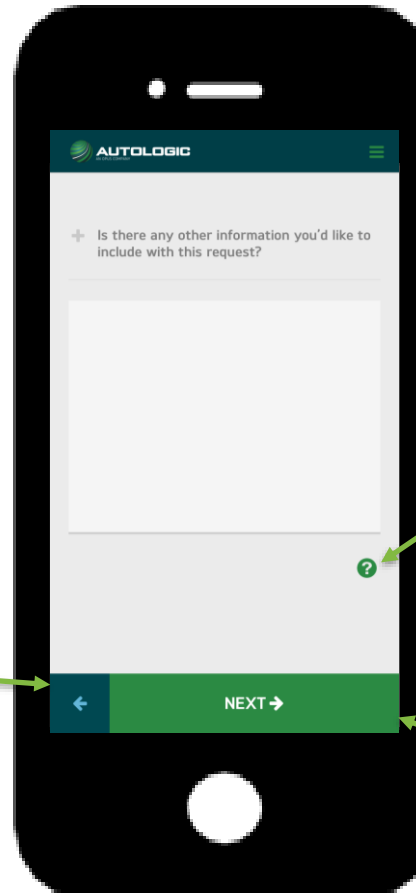 AUTOLOGIC
Is there any other information you'd like to
include with this request?
?
NEXT